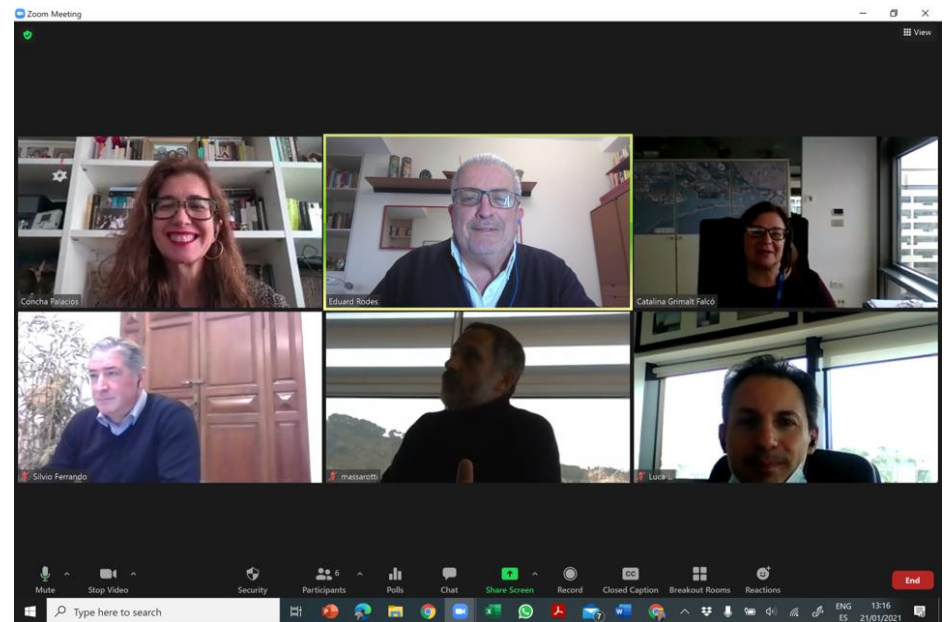 Zoom Meeting
View
Concha Palacios
Eduard Rodes
Catalina Grimalt Falcó
Silvio Ferrando
massarotti
Luca L.
6
Mute
Stop Video
Security
Participants
Polls
Chat
Share Screen
Record
CC
Closed Caption
Breakout Rooms
Reactions
End
Type here to search
7
ENG
ES
13:16
21/01/2021